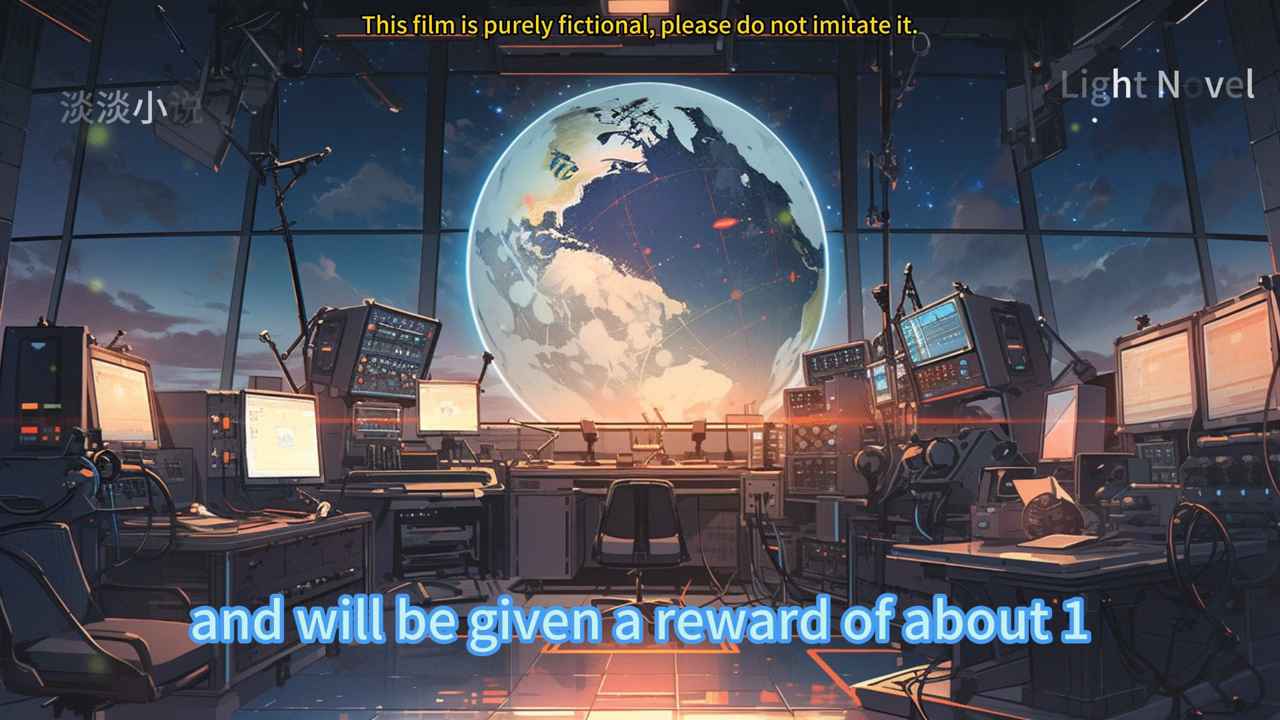 This film is purely fictional, please do not imitate it.
淡淡小说
Light Novel
and will be given a reward of about 1